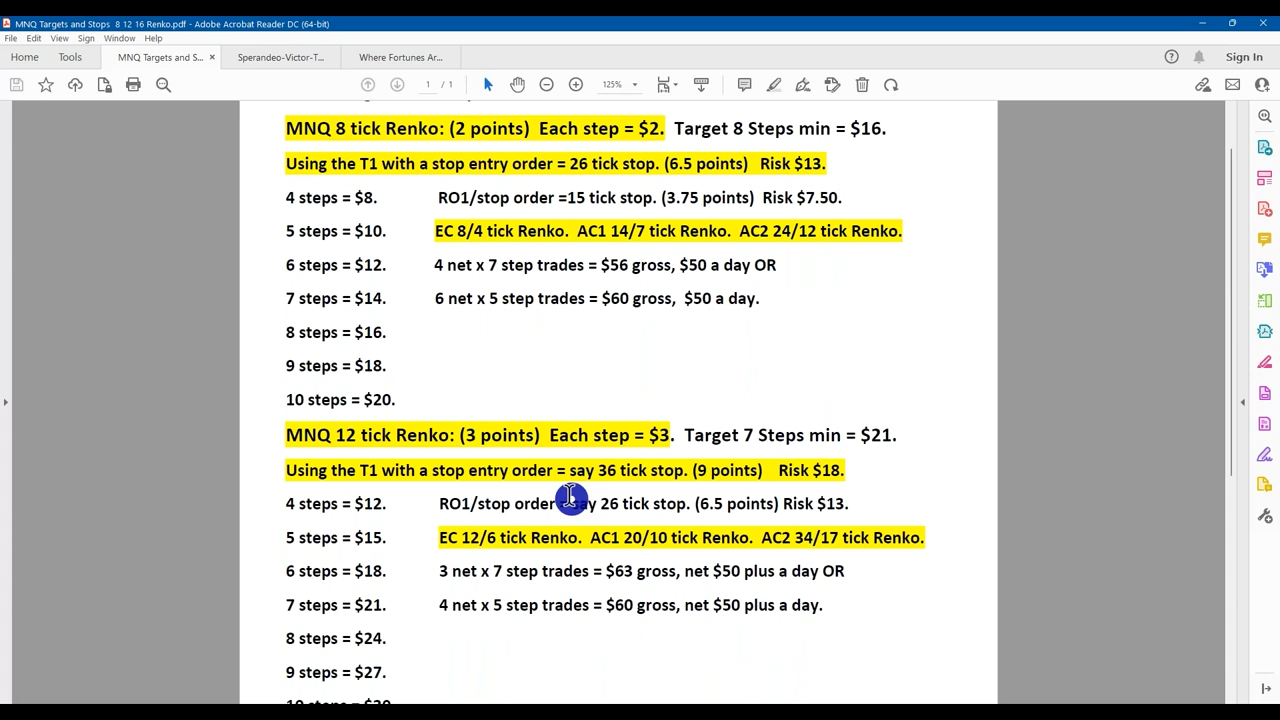 MNQ Targets and Stops  8 12 16 Renko.pdf - Adobe Acrobat Reader DC (64-bit)
File Edit View Sign Window Help
Home Tools MNQ Targets and S... × Sperandeo-Victor-T... Where Fortunes Ar... Sign In
1 / 1 125%
MNQ 8 tick Renko: (2 points)  Each step = $2.  Target 8 Steps min = $16.
Using the T1 with a stop entry order = 26 tick stop. (6.5 points)   Risk $13.
4 steps = $8. RO1/stop order =15 tick stop. (3.75 points)  Risk $7.50.
5 steps = $10. EC 8/4 tick Renko.  AC1 14/7 tick Renko.  AC2 24/12 tick Renko.
6 steps = $12. 4 net x 7 step trades = $56 gross, $50 a day OR
7 steps = $14. 6 net x 5 step trades = $60 gross,  $50 a day.
8 steps = $16.
9 steps = $18.
10 steps = $20.
MNQ 12 tick Renko: (3 points)  Each step = $3.  Target 7 Steps min = $21.
Using the T1 with a stop entry order = say 36 tick stop. (9 points)    Risk $18.
4 steps = $12. RO1/stop order = say 26 tick stop. (6.5 points) Risk $13.
5 steps = $15. EC 12/6 tick Renko.  AC1 20/10 tick Renko.  AC2 34/17 tick Renko.
6 steps = $18. 3 net x 7 step trades = $63 gross, net $50 plus a day OR
7 steps = $21. 4 net x 5 step trades = $60 gross, net $50 plus a day.
8 steps = $24.
9 steps = $27.
10 steps = $30